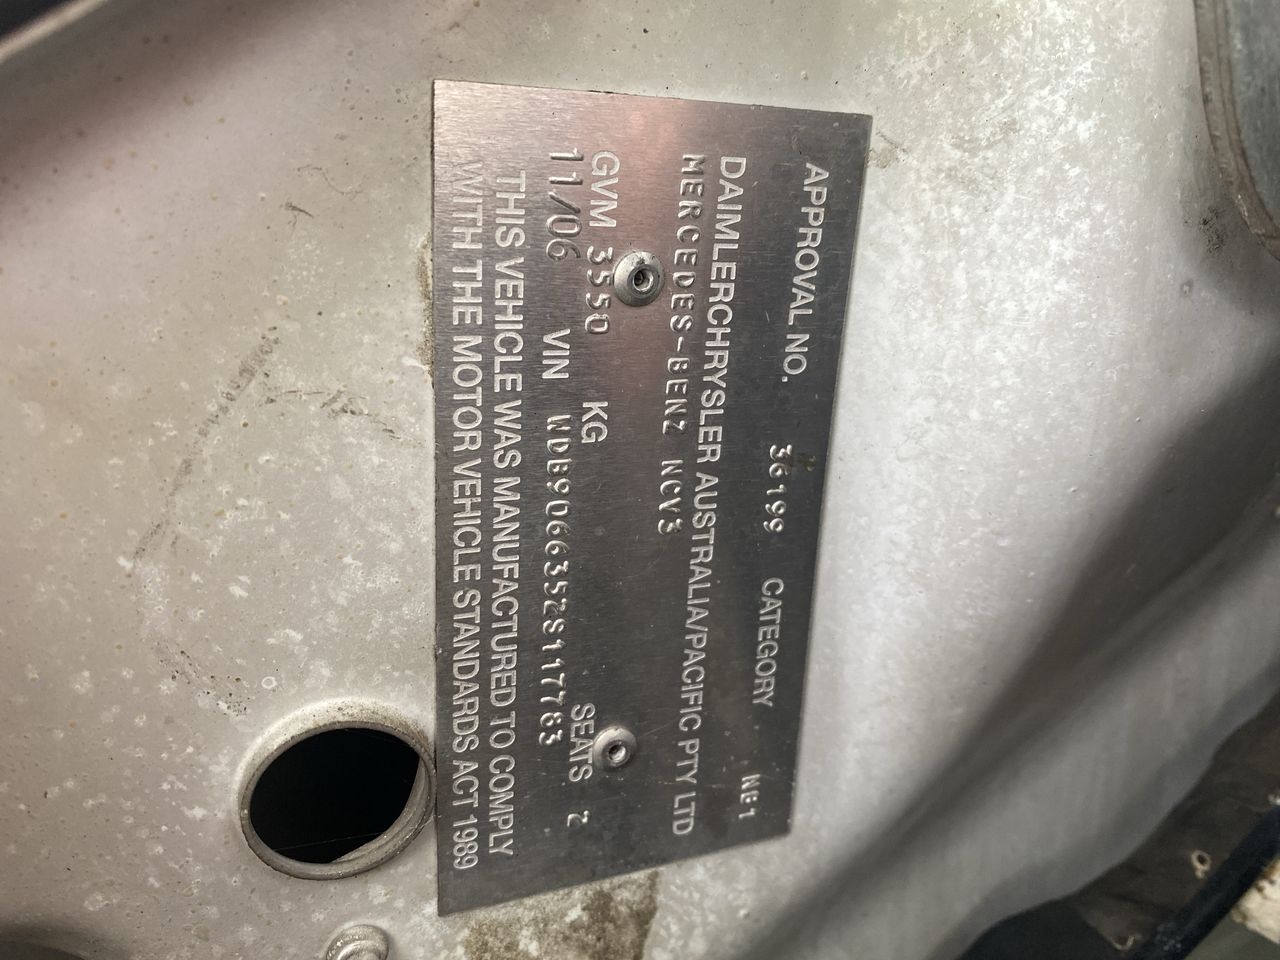 APPROVAL NO. 36199 CATEGORY NB1
DAIMLERCHRYSLER AUSTRALIA/PACIFIC PTY LTD
MERCEDES-BENZ NCV3
GVM 3550 KG SEATS 2
11/06 VIN WDB9066352S117783
THIS VEHICLE WAS MANUFACTURED TO COMPLY
WITH THE MOTOR VEHICLE STANDARDS ACT 1989